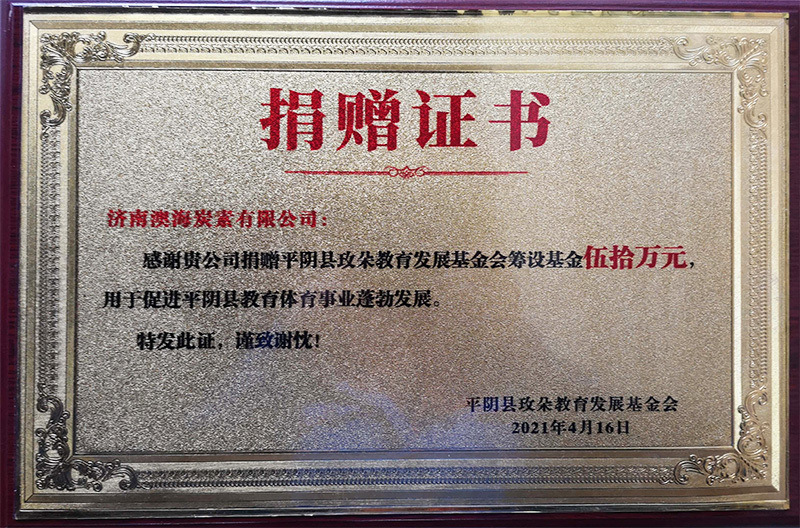 捐赠证书
济南澳海炭素有限公司：
感谢贵公司捐赠平阴县玫朵教育发展基金会筹设基金伍拾万元，
用于促进平阴县教育体育事业蓬勃发展。
特发此证，谨致谢忱！
平阴县玫朵教育发展基金会
2021年4月16日